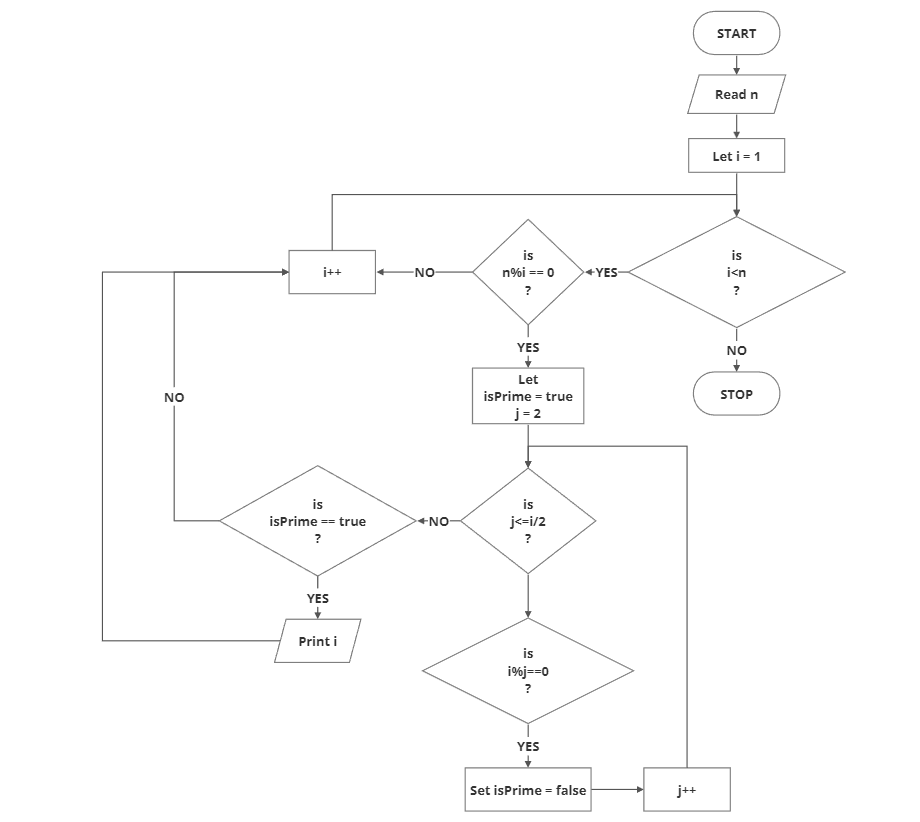 START
Read n
Let i = 1
is
i<n
?
YES
NO
STOP
is
n%i == 0
?
NO
i++
YES
Let
isPrime = true
j = 2
is
j<=i/2
?
NO
is
isPrime == true
?
NO
YES
Print i
is
i%j==0
?
YES
Set isPrime = false
j++